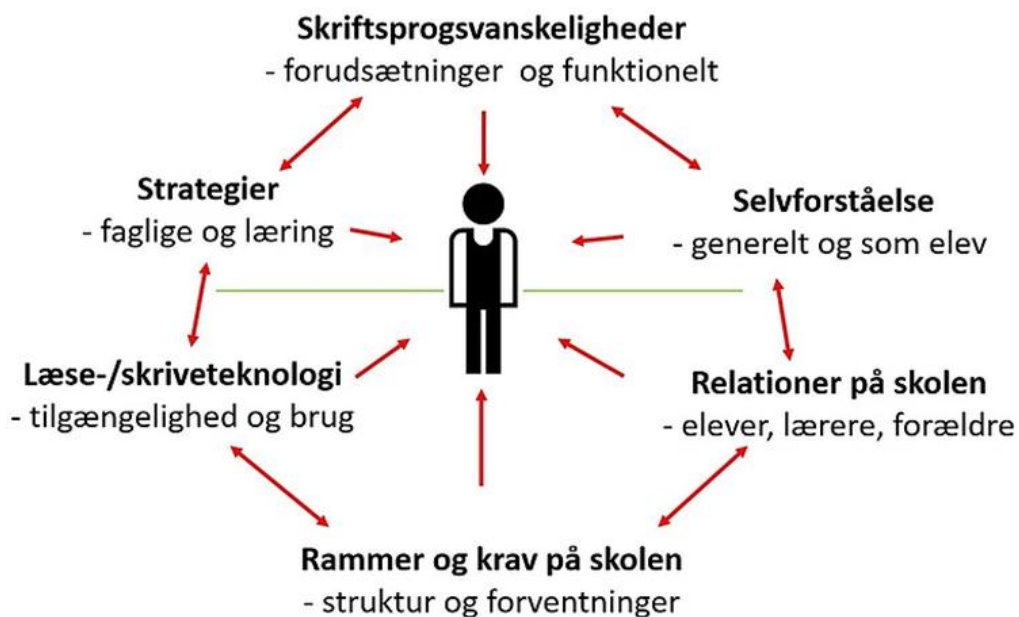 Skriftsprogsvanskeligheder
- forudsætninger og funktionelt
Strategier
- faglige og læring
Selvforståelse
- generelt og som elev
Læse-/skriveteknologi
- tilgængelighed og brug
Relationer på skolen
- elever, lærere, forældre
Rammer og krav på skolen
- struktur og forventninger